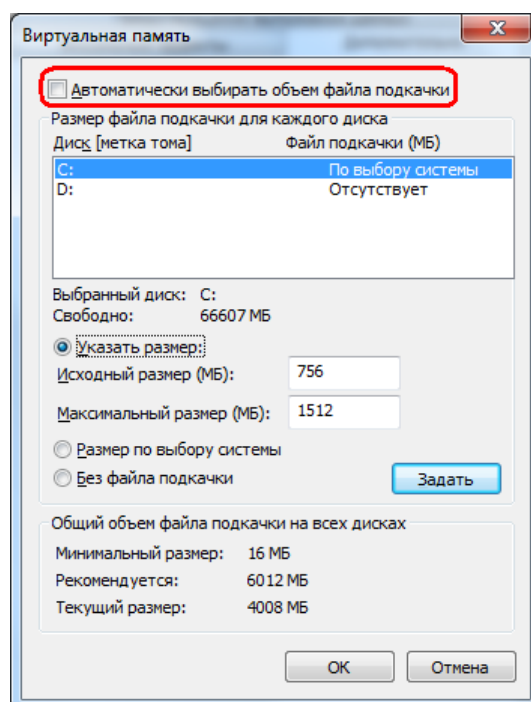 Виртуальная память
Автоматически выбирать объем файла подкачки
Размер файла подкачки для каждого диска
Диск [метка тома] Файл подкачки (МБ)
C: По выбору системы
D: Отсутствует
Выбранный диск: C:
Свободно: 66607 МБ
Указать размер:
Исходный размер (МБ): 756
Максимальный размер (МБ): 1512
Размер по выбору системы
Без файла подкачки
Задать
Общий объем файла подкачки на всех дисках
Минимальный размер: 16 МБ
Рекомендуется: 6012 МБ
Текущий размер: 4008 МБ
ОК Отмена